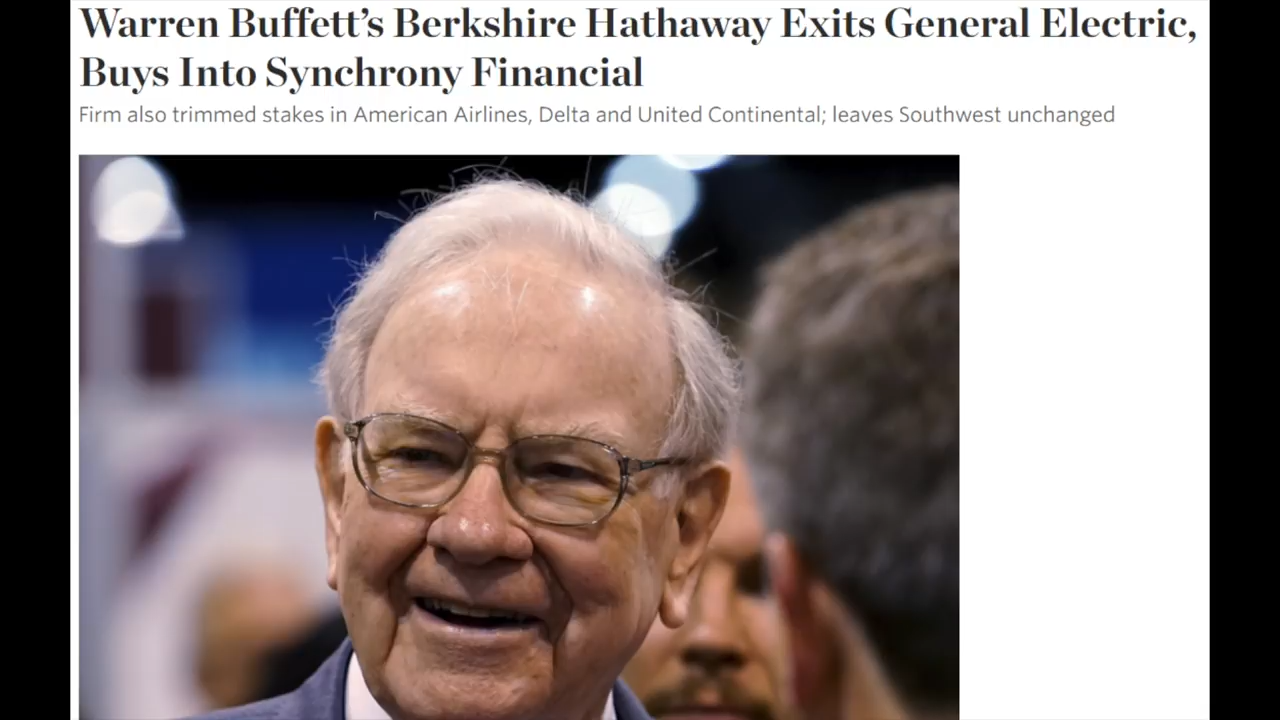 Warren Buffett’s Berkshire Hathaway Exits General Electric,
Buys Into Synchrony Financial
Firm also trimmed stakes in American Airlines, Delta and United Continental; leaves Southwest unchanged